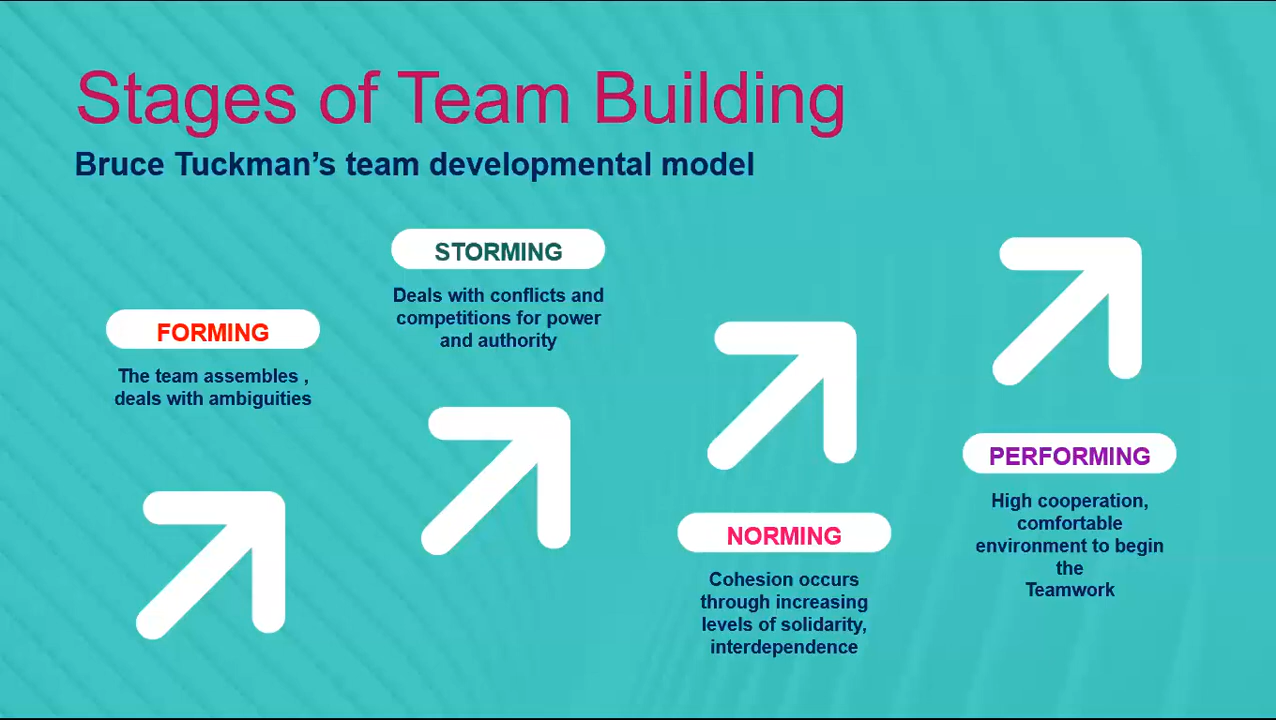 Stages of Team Building
Bruce Tuckman’s team developmental model
FORMING
The team assembles ,
deals with ambiguities
STORMING
Deals with conflicts and
competitions for power
and authority
NORMING
Cohesion occurs
through increasing
levels of solidarity,
interdependence
PERFORMING
High cooperation,
comfortable
environment to begin
the
Teamwork